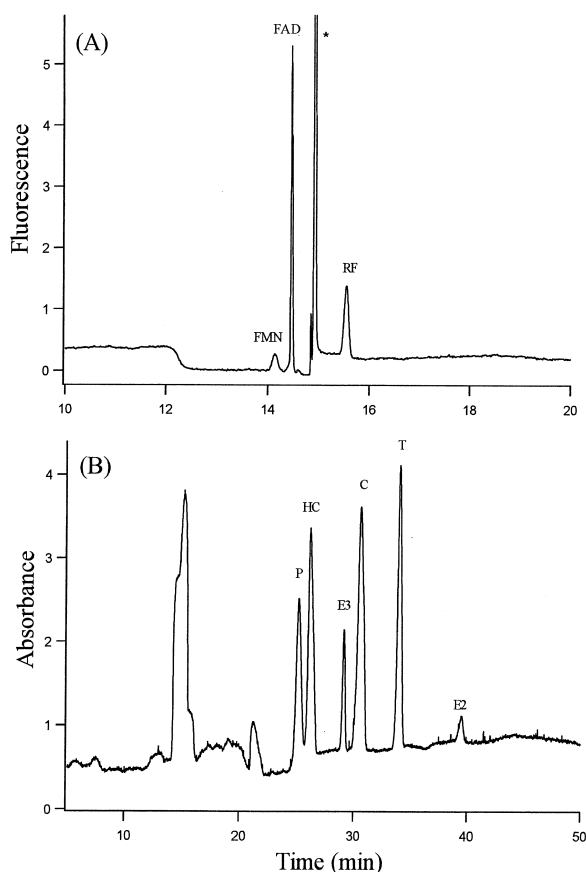 (A)
FAD
*
5
4
3
2
1
0
Fluorescence
FMN
RF
10 12 14 16 18 20
(B)
T
C
HC
P
E3
E2
4
3
2
1
0
Absorbance
10 20 30 40 50
Time (min)